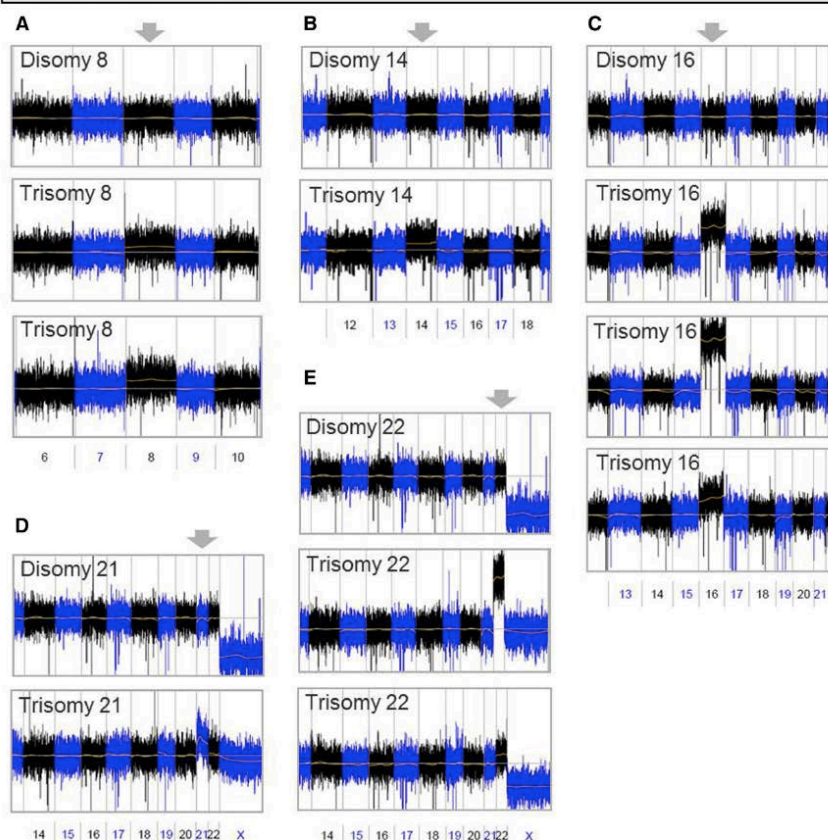 A
Disomy 8
Trisomy 8
Trisomy 8
6 7 8 9 10
B
Disomy 14
Trisomy 14
12 13 14 15 16 17 18
C
Disomy 16
Trisomy 16
Trisomy 16
Trisomy 16
13 14 15 16 17 18 19 20 21
D
Disomy 21
Trisomy 21
14 15 16 17 18 19 20 21 22 X
E
Disomy 22
Trisomy 22
Trisomy 22
14 15 16 17 18 19 20 21 22 X